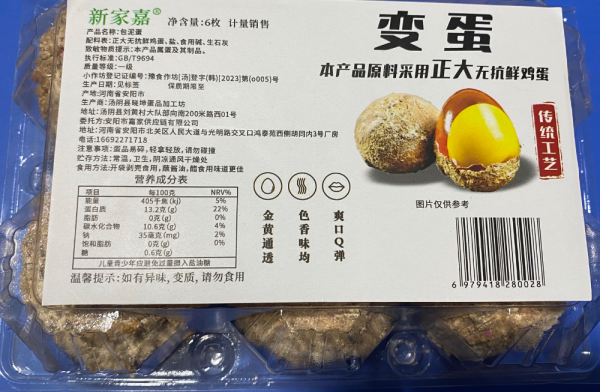 新家嘉®
净含量:6枚 计量销售
产品名称:包泥蛋
配料表:正大无抗鲜鸡蛋、盐、食用碱、生石灰
致敏物质提示:本产品属蛋及其制品。
执行标准:GB/T9694
质量等级:一级
小作坊登记证编号:豫食作坊[汤]登字(韩)[2023]第(o005)号
生产日期:见标签 保质期限至
产地:河南省安阳市
生产商:汤阴县晓坤蛋品加工坊
地址:汤阴县刘黄村大队部向南200米路西01号
委托方:安阳市富家供应链有限公司
地址:河南省安阳市北关区人民大道与光明路交叉口鸿泰苑西侧胡同内3号厂房
电话:16692271718
注意事项:蛋品易碎,轻拿轻放,请勿碰撞
贮存方法:常温,卫生,阴凉通风干燥处
食用方法:开袋剥壳食用,蘸酱油,醋食用味道更佳
营养成分表
项目 每100克 NRV%
能量 405千焦(kj) 5%
蛋白质 13.2克(g) 22%
脂肪 0克(g) 0%
碳水化合物 10.6克(g) 4%
钠 35毫克(mg) 2%
饱和脂肪 0克(g) 0%
糖 0.6克(g)
儿童青少年应避免过量摄入品油糖
温馨提示:如有异味,变质,请勿食用
金黄通透
色香味均
爽口Q弹
变蛋
本产品原料采用正大无抗鲜鸡蛋
传统工艺
图片仅供参考
6 979418 280028